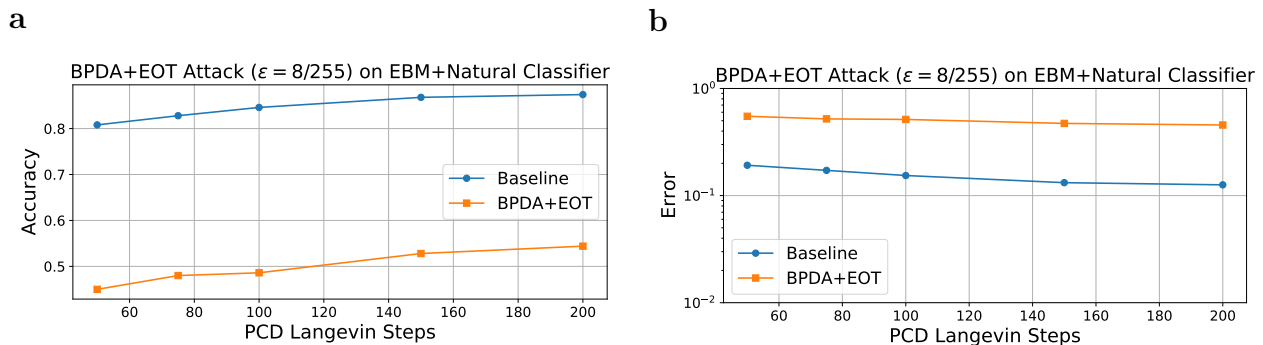 a
BPDA+EOT Attack (ε = 8/255) on EBM+Natural Classifier
Accuracy
0.8
0.7
0.6
0.5
Baseline
BPDA+EOT
60 80 100 120 140 160 180 200
PCD Langevin Steps
b
BPDA+EOT Attack (ε = 8/255) on EBM+Natural Classifier
Error
10⁰
10⁻¹
10⁻²
Baseline
BPDA+EOT
60 80 100 120 140 160 180 200
PCD Langevin Steps